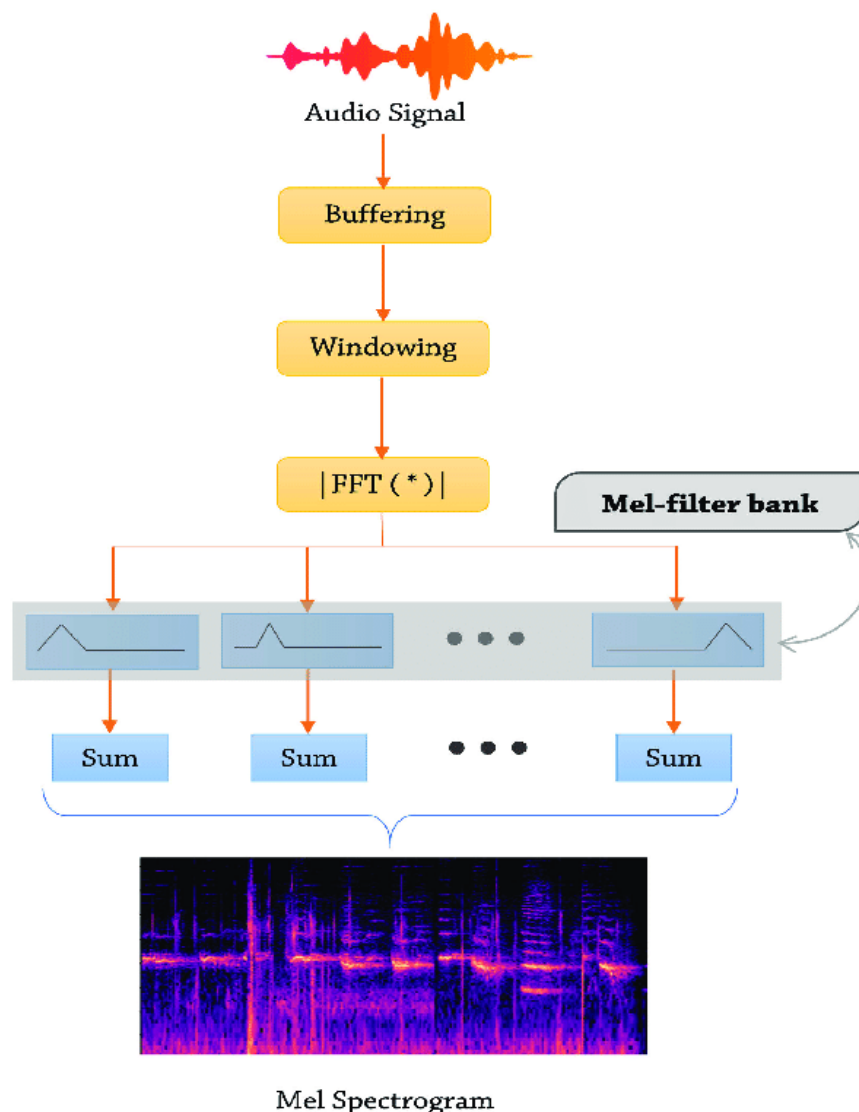 Audio Signal
Buffering
Windowing
|FFT(*)|
Mel-filter bank
Sum
Sum
Sum
Mel Spectrogram